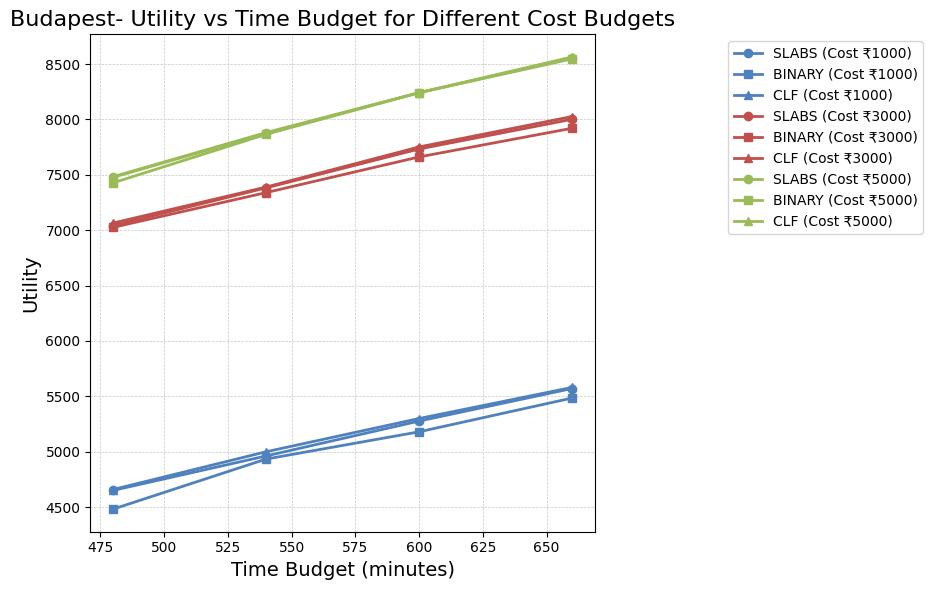 Budapest- Utility vs Time Budget for Different Cost Budgets
Utility
8500
8000
7500
7000
6500
6000
5500
5000
4500
475 500 525 550 575 600 625 650
Time Budget (minutes)
SLABS (Cost ₹1000)
BINARY (Cost ₹1000)
CLF (Cost ₹1000)
SLABS (Cost ₹3000)
BINARY (Cost ₹3000)
CLF (Cost ₹3000)
SLABS (Cost ₹5000)
BINARY (Cost ₹5000)
CLF (Cost ₹5000)